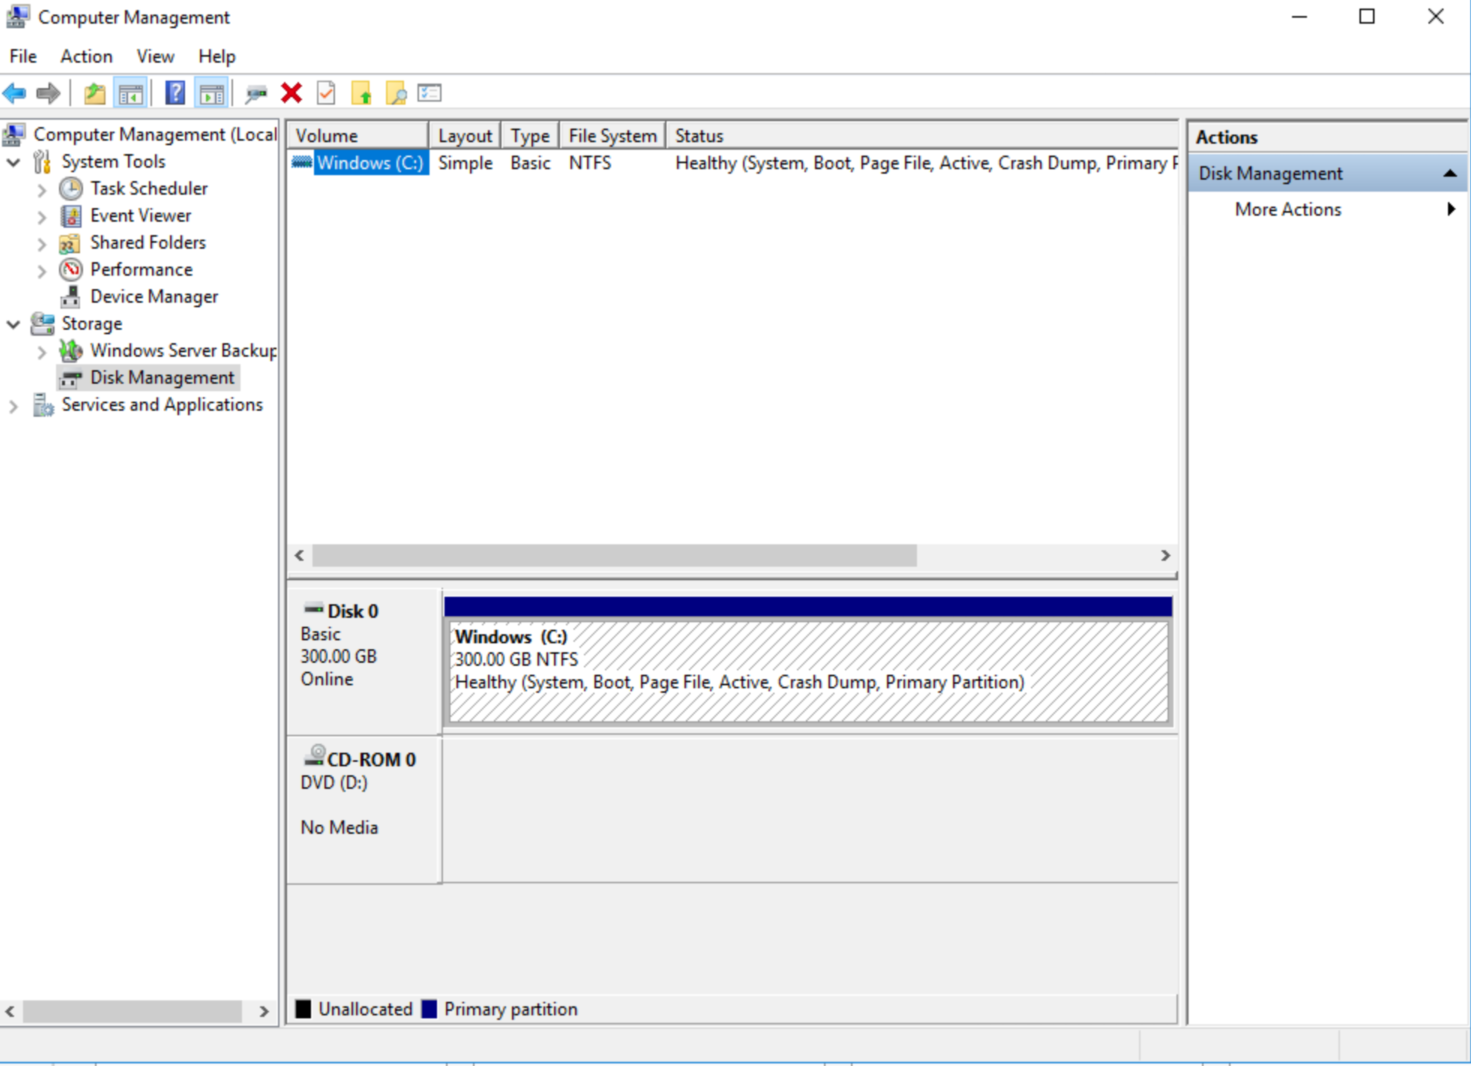 Computer Management
File Action View Help
Computer Management (Local
System Tools
Task Scheduler
Event Viewer
Shared Folders
Performance
Device Manager
Storage
Windows Server Backup
Disk Management
Services and Applications
Volume Layout Type File System Status
Windows (C:) Simple Basic NTFS Healthy (System, Boot, Page File, Active, Crash Dump, Primary P
Disk 0
Basic
300.00 GB
Online
Windows (C:)
300.00 GB NTFS
Healthy (System, Boot, Page File, Active, Crash Dump, Primary Partition)
CD-ROM 0
DVD (D:)
No Media
Unallocated Primary partition
Actions
Disk Management
More Actions